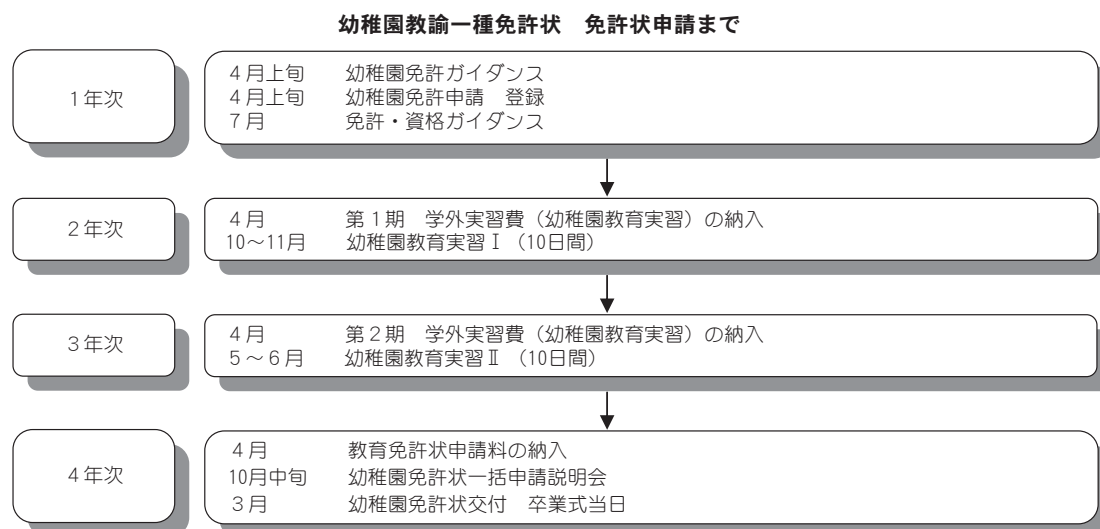 幼稚園教諭一種免許状　免許状申請まで
1年次
4月上旬　幼稚園免許ガイダンス
4月上旬　幼稚園免許申請　登録
7月　免許・資格ガイダンス
2年次
4月　第1期　学外実習費（幼稚園教育実習）の納入
10～11月　幼稚園教育実習Ⅰ（10日間）
3年次
4月　第2期　学外実習費（幼稚園教育実習）の納入
5～6月　幼稚園教育実習Ⅱ（10日間）
4年次
4月　教育免許状申請料の納入
10月中旬　幼稚園免許状一括申請説明会
3月　幼稚園免許状交付　卒業式当日